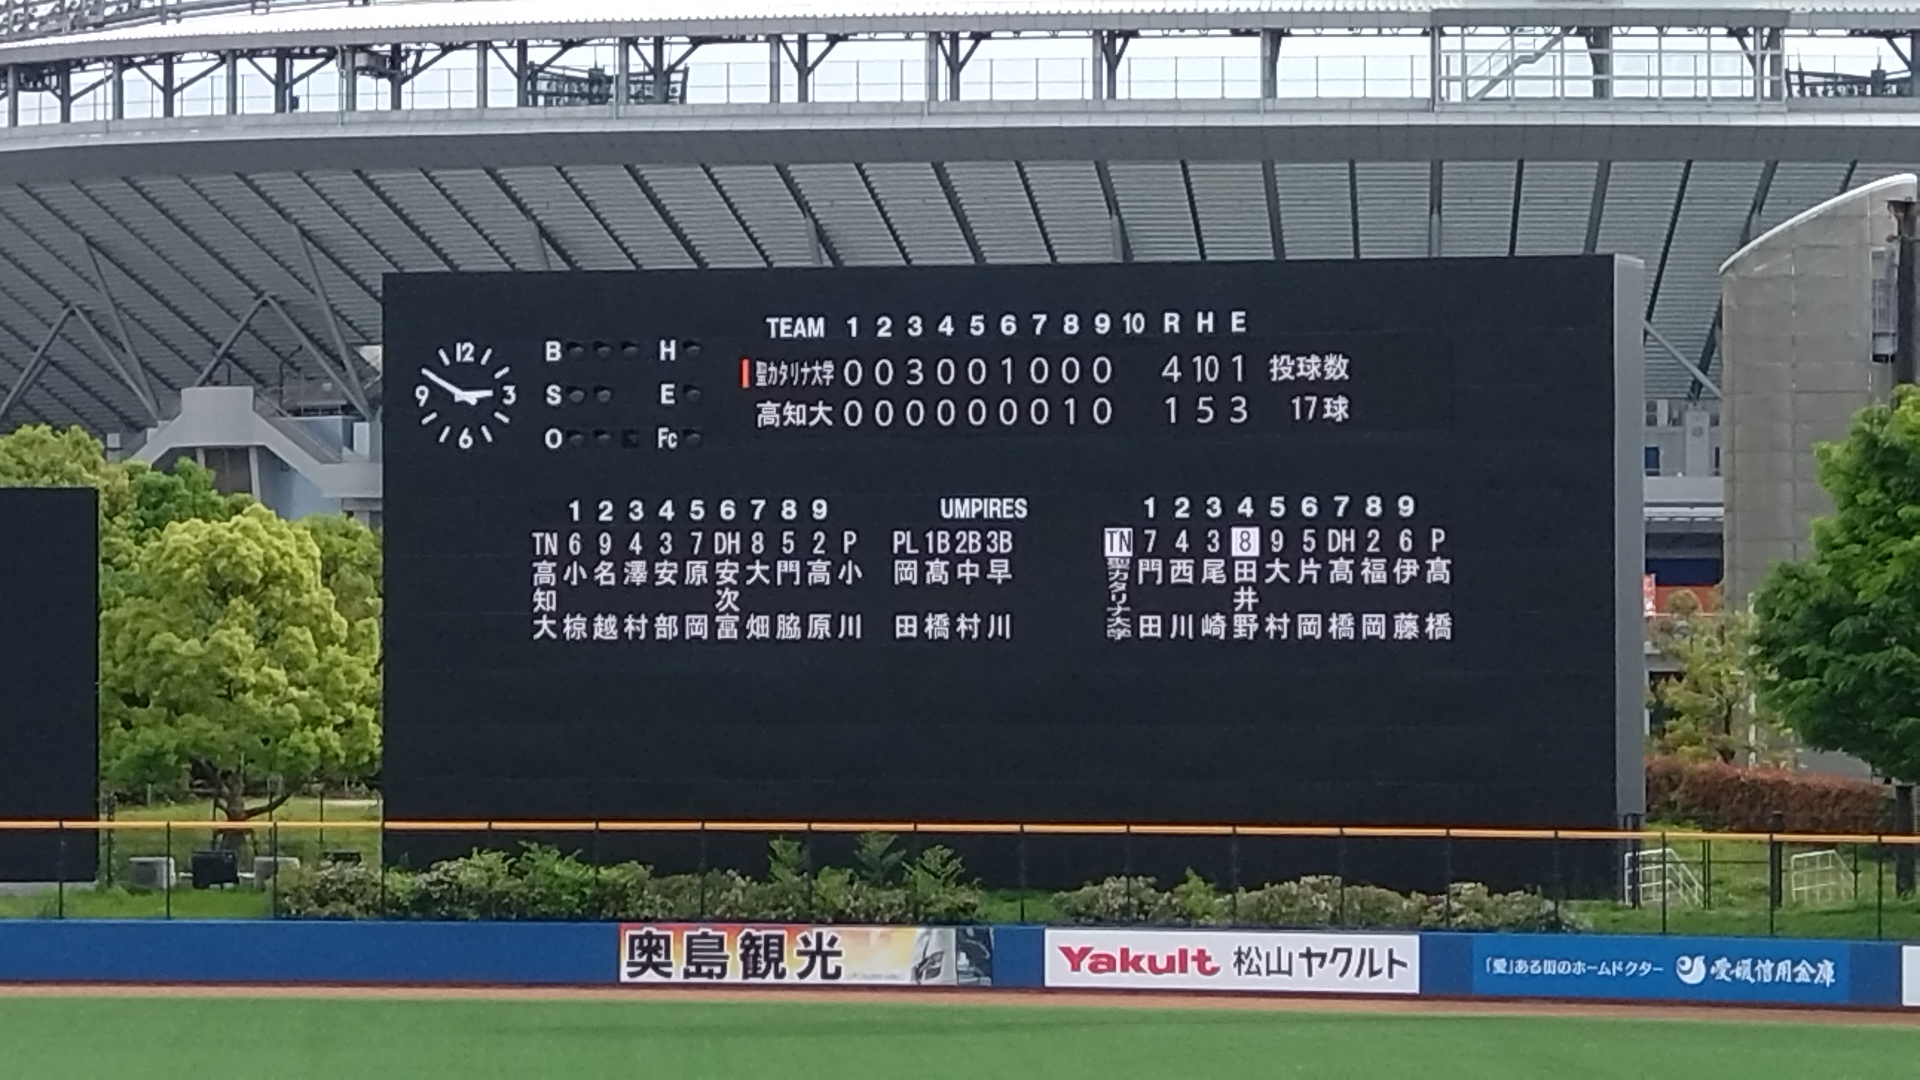 TEAM 1 2 3 4 5 6 7 8 9 10 R H E
聖カタリナ大学 0 0 3 0 0 1 0 0 0 4 10 1 投球数
高知大 0 0 0 0 0 0 0 1 0 1 5 3 17球
12
3
6
9
B H
S E
O Fc
1 2 3 4 5 6 7 8 9
TN 6 9 4 3 7 DH 8 5 2 P
高知大 小椋 名越 澤村 安部 原岡 安次富 大畑 門脇 高原 小川
UMPIRES
PL 1B 2B 3B
岡田 髙橋 中村 早川
1 2 3 4 5 6 7 8 9
TN 7 4 3 8 9 5 DH 2 6 P
聖カタリナ大学 門田 西川 尾崎 田井野 大村 片岡 髙橋 福岡 伊藤 髙橋
奥島観光
Yakult 松山ヤクルト
「愛」ある街のホームドクター 愛媛信用金庫